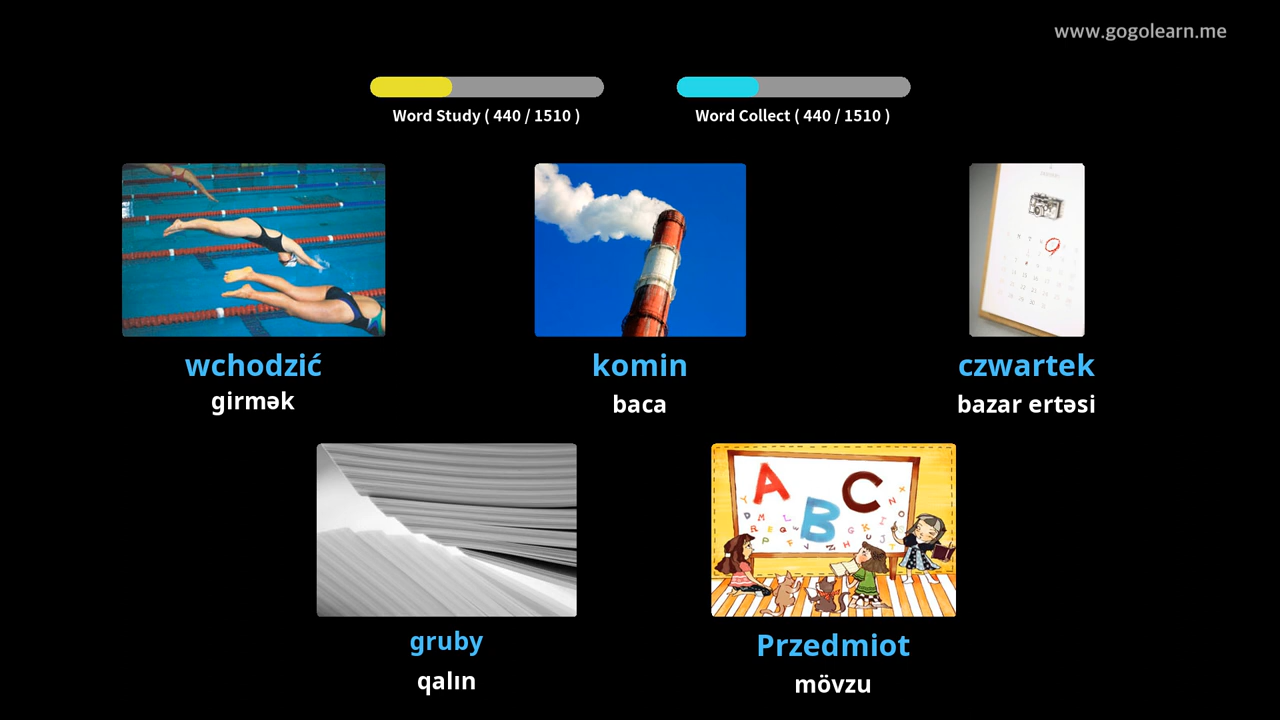 www.gogolearn.me
Word Study ( 440 / 1510 )
Word Collect ( 440 / 1510 )
wchodzić
girmək
komin
baca
czwartek
bazar ertəsi
A B C
gruby
qalın
Przedmiot
mövzu